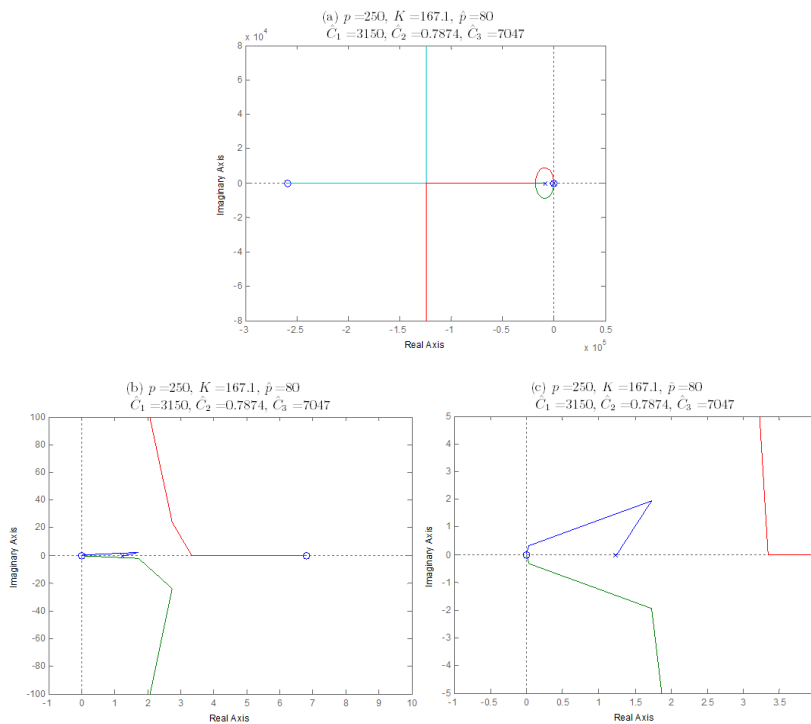 (a) p =250, K =167.1, p̂ =80
Ĉ₁ =3150, Ĉ₂ =0.7874, Ĉ₃ =7047
x 10⁴
8
6
4
2
0
-2
-4
-6
-8
Imaginary Axis
-3 -2.5 -2 -1.5 -1 -0.5 0 0.5
Real Axis
x 10⁵
(b) p =250, K =167.1, p̂ =80
Ĉ₁ =3150, Ĉ₂ =0.7874, Ĉ₃ =7047
100
80
60
40
20
0
-20
-40
-60
-80
-100
Imaginary Axis
-1 0 1 2 3 4 5 6 7 8 9 10
Real Axis
(c) p =250, K =167.1, p̂ =80
Ĉ₁ =3150, Ĉ₂ =0.7874, Ĉ₃ =7047
5
4
3
2
1
0
-1
-2
-3
-4
-5
Imaginary Axis
-1 -0.5 0 0.5 1 1.5 2 2.5 3 3.5 4
Real Axis